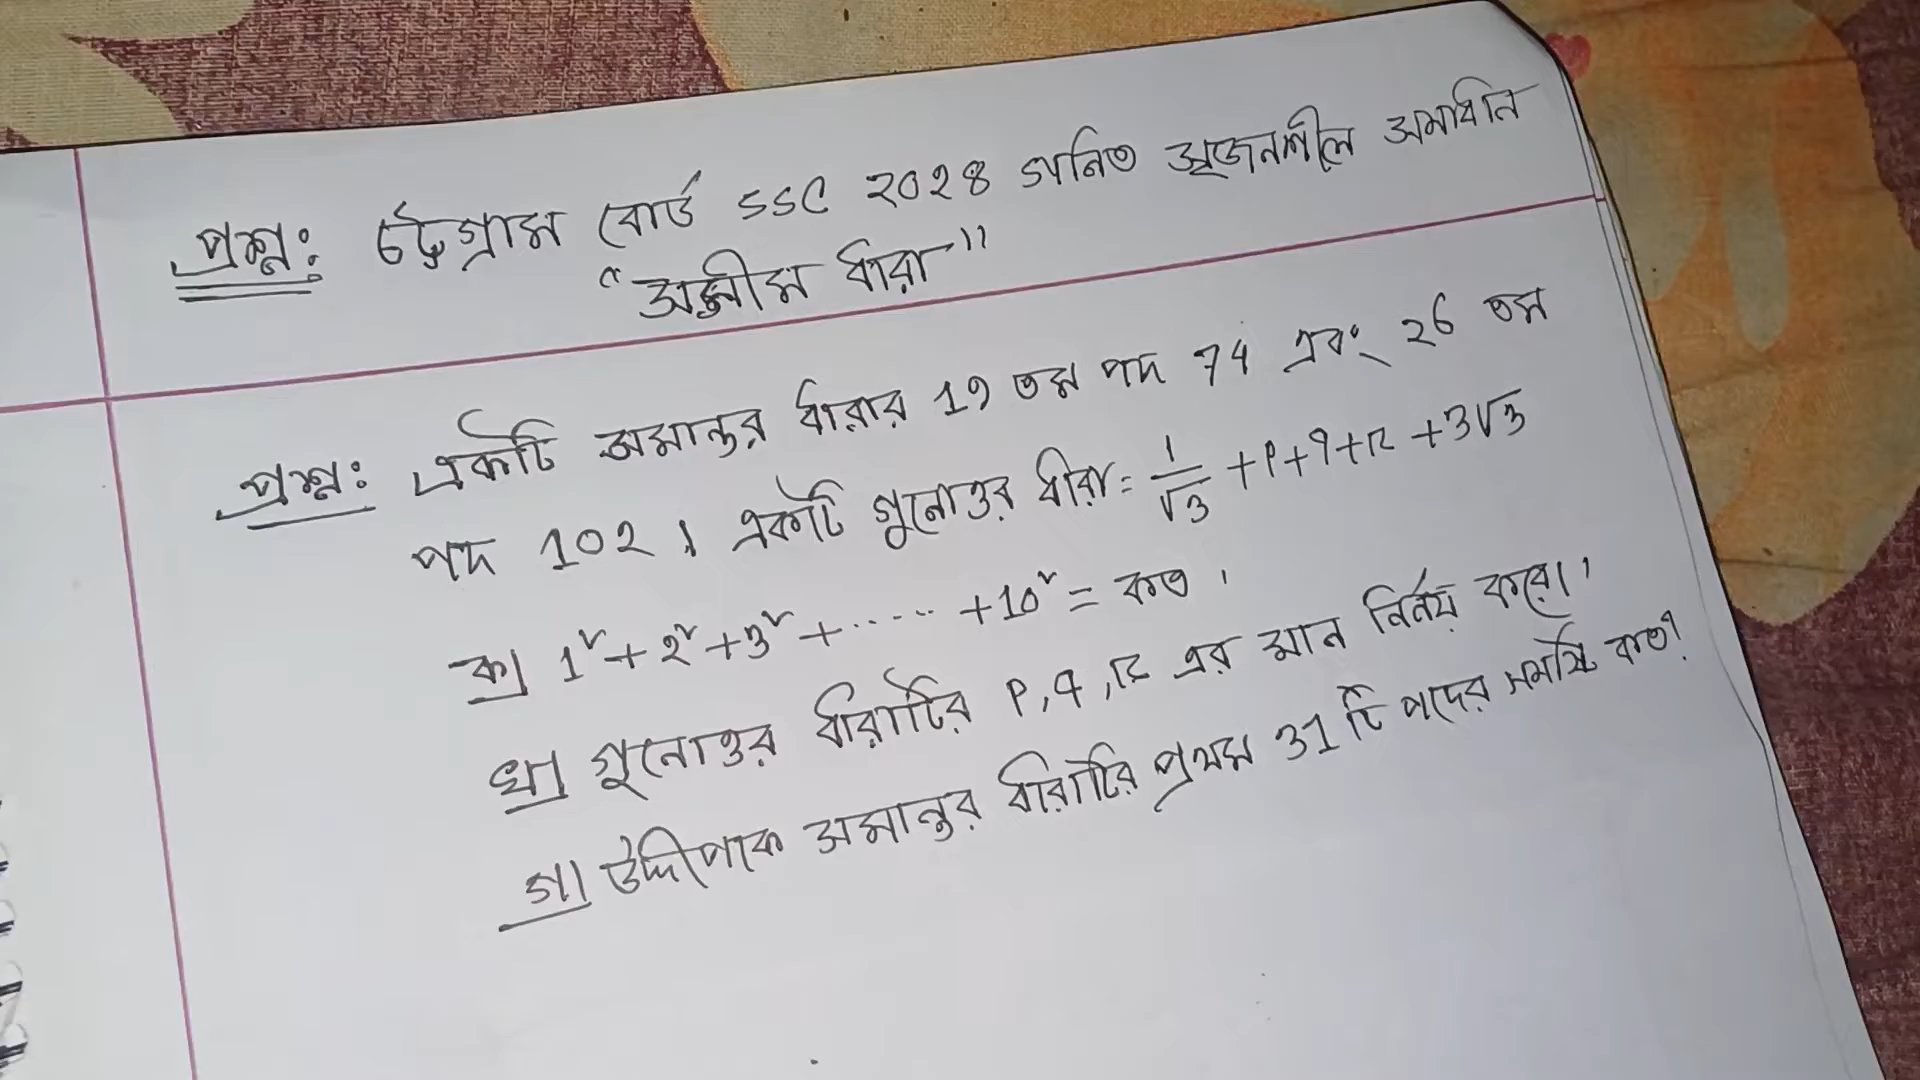 প্রশ্ন: চট্টগ্রাম বোর্ড SSC ২০২৪ গনিত সৃজনশীল সমাধান
"অসীম ধারা"
প্রশ্ন: একটি সমান্তর ধারার 19 তম পদ 74 এবং 26 তম
পদ 102। একটি গুনোত্তর ধারা = 1/√3 + P + q + r + 3√3
ক) 1² + 2² + 3² + ..... + 10² = কত।
খ) গুনোত্তর ধারাটির P, q, r এর মান নির্নয় করো।
গ) উদ্দীপকে সমান্তর ধারাটির প্রথম 31 টি পদের সমষ্টি কত?